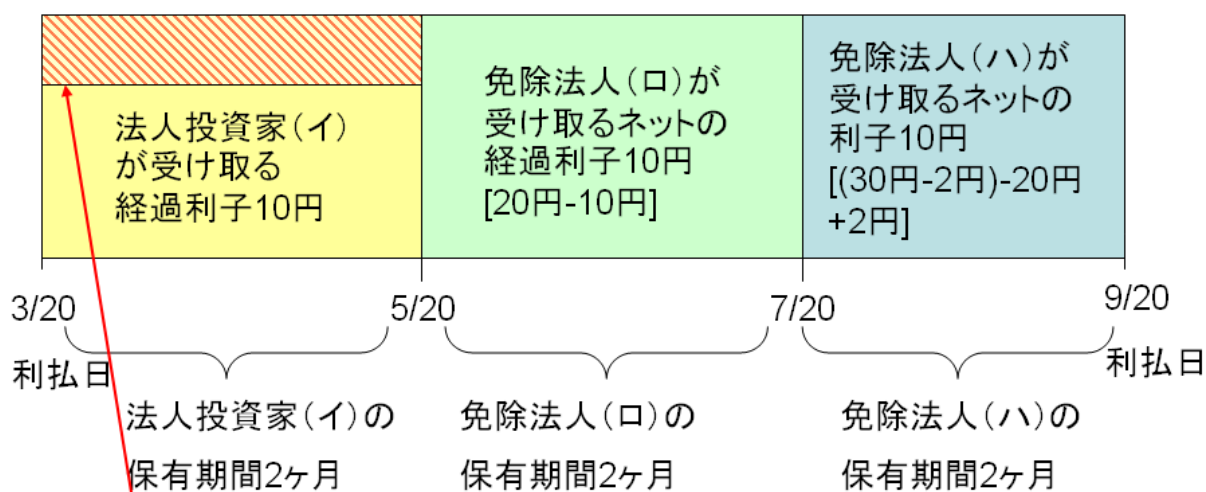 法人投資家(イ)
が受け取る
経過利子10円
免除法人(ロ)が
受け取るネットの
経過利子10円
[20円-10円]
免除法人(ハ)が
受け取るネットの
利子10円
[(30円-2円)-20円
+2円]
3/20
5/20
7/20
9/20
利払日
利払日
法人投資家(イ)の
保有期間2ヶ月
免除法人(ロ)の
保有期間2ヶ月
免除法人(ハ)の
保有期間2ヶ月